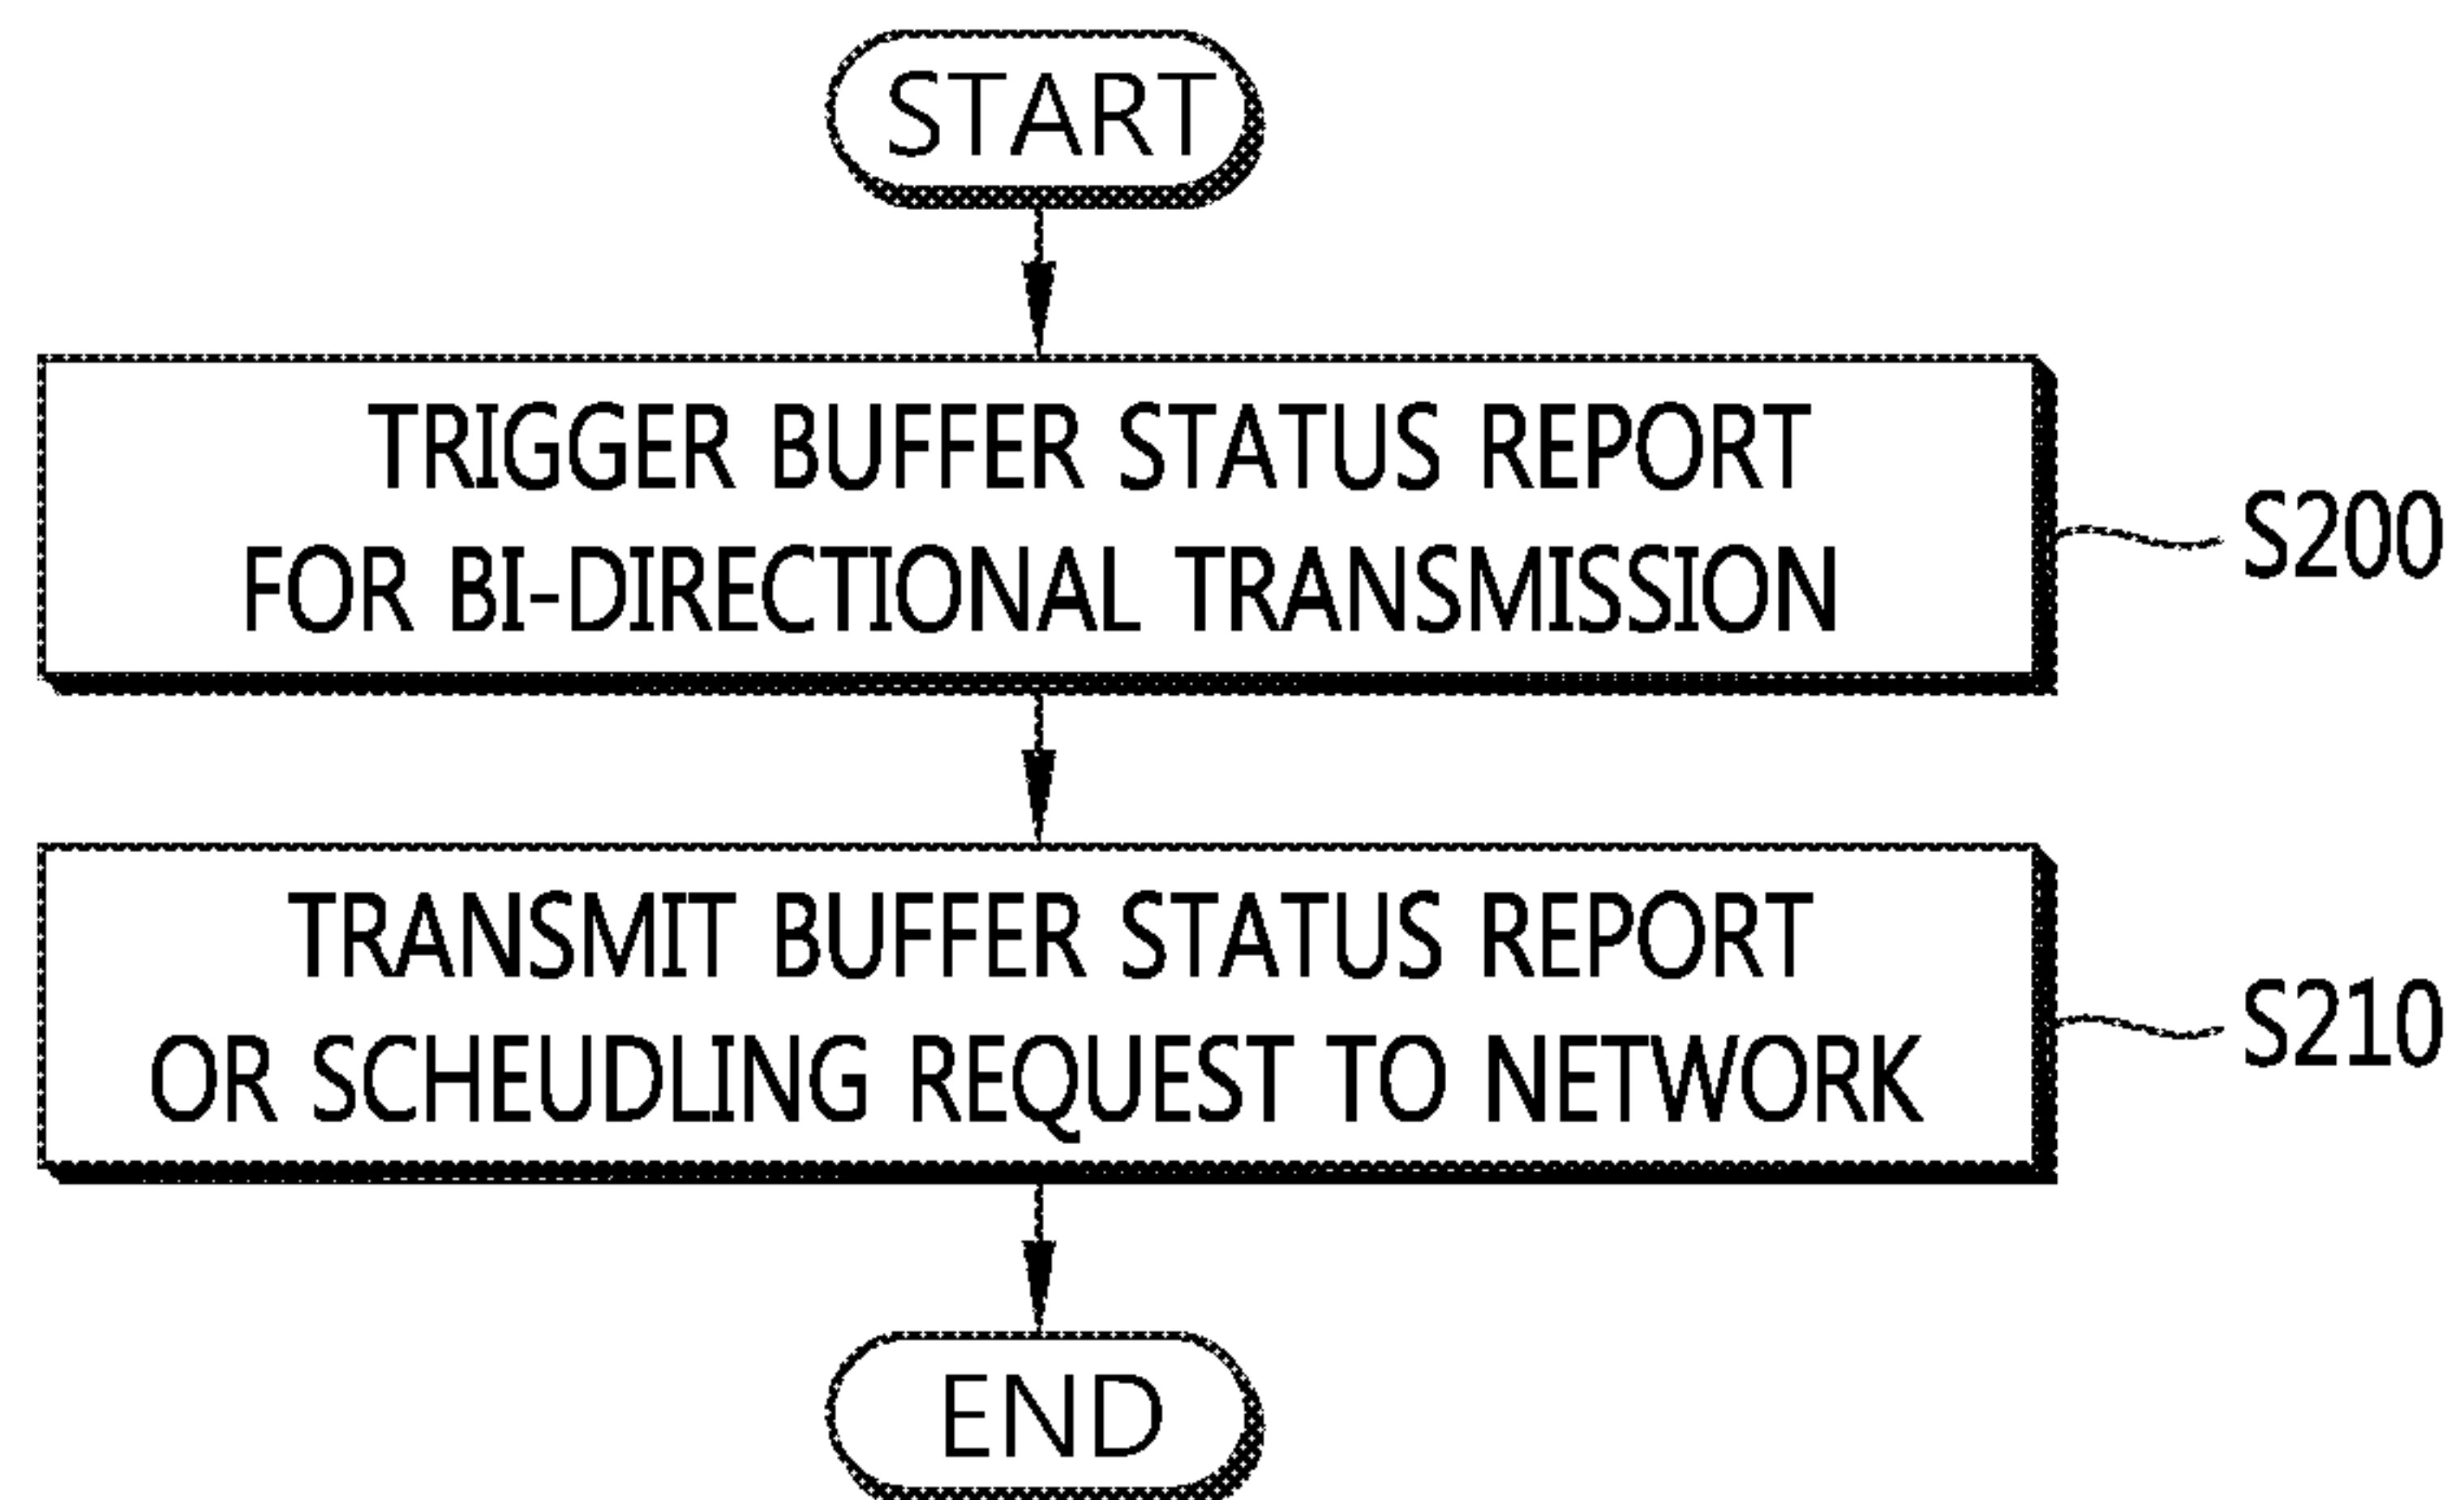 START
TRIGGER BUFFER STATUS REPORT
FOR BI-DIRECTIONAL TRANSMISSION
S200
TRANSMIT BUFFER STATUS REPORT
OR SCHEUDLING REQUEST TO NETWORK
S210
END